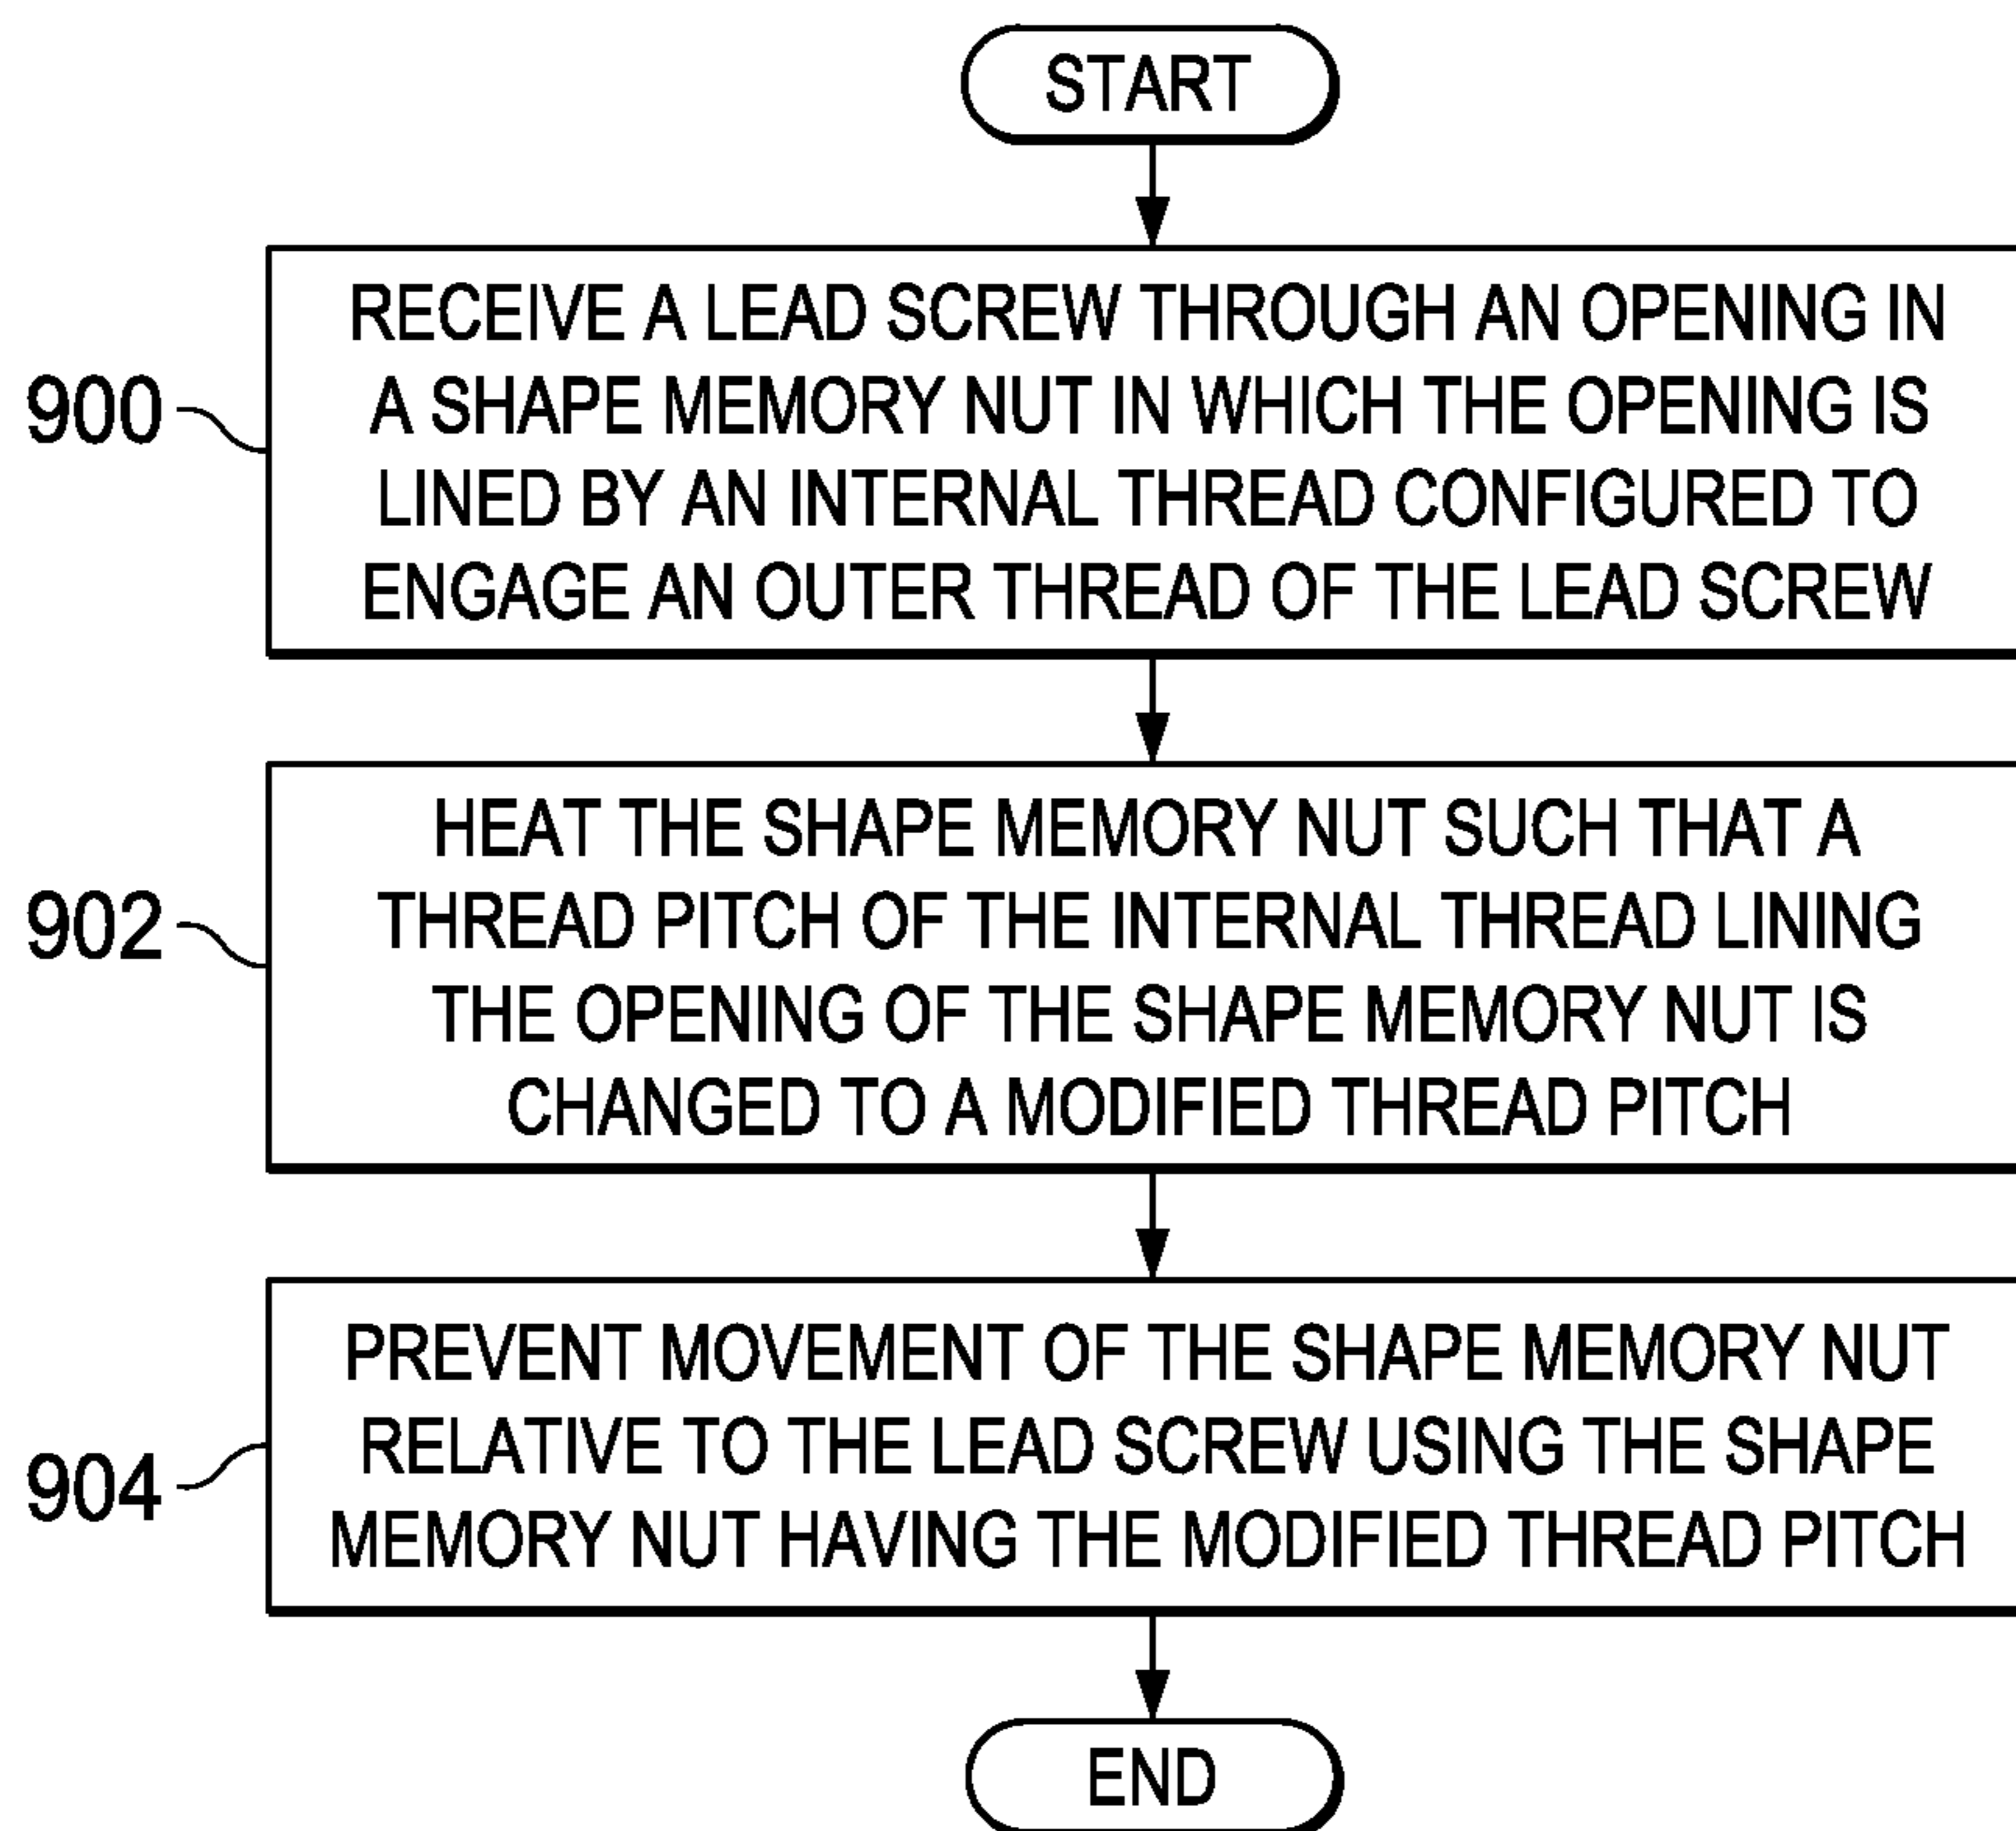 START
RECEIVE A LEAD SCREW THROUGH AN OPENING IN
A SHAPE MEMORY NUT IN WHICH THE OPENING IS
LINED BY AN INTERNAL THREAD CONFIGURED TO
ENGAGE AN OUTER THREAD OF THE LEAD SCREW
900
HEAT THE SHAPE MEMORY NUT SUCH THAT A
THREAD PITCH OF THE INTERNAL THREAD LINING
THE OPENING OF THE SHAPE MEMORY NUT IS
CHANGED TO A MODIFIED THREAD PITCH
902
PREVENT MOVEMENT OF THE SHAPE MEMORY NUT
RELATIVE TO THE LEAD SCREW USING THE SHAPE
MEMORY NUT HAVING THE MODIFIED THREAD PITCH
904
END